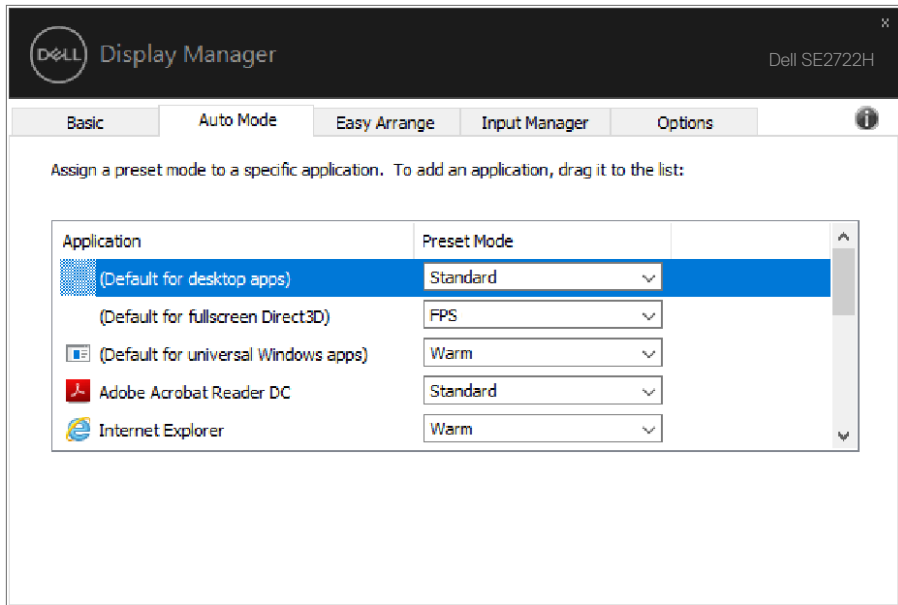 DELL Display Manager
x
Dell SE2722H
Basic Auto Mode Easy Arrange Input Manager Options
Assign a preset mode to a specific application. To add an application, drag it to the list:
Application Preset Mode
(Default for desktop apps) Standard
(Default for fullscreen Direct3D) FPS
(Default for universal Windows apps) Warm
Adobe Acrobat Reader DC Standard
Internet Explorer Warm